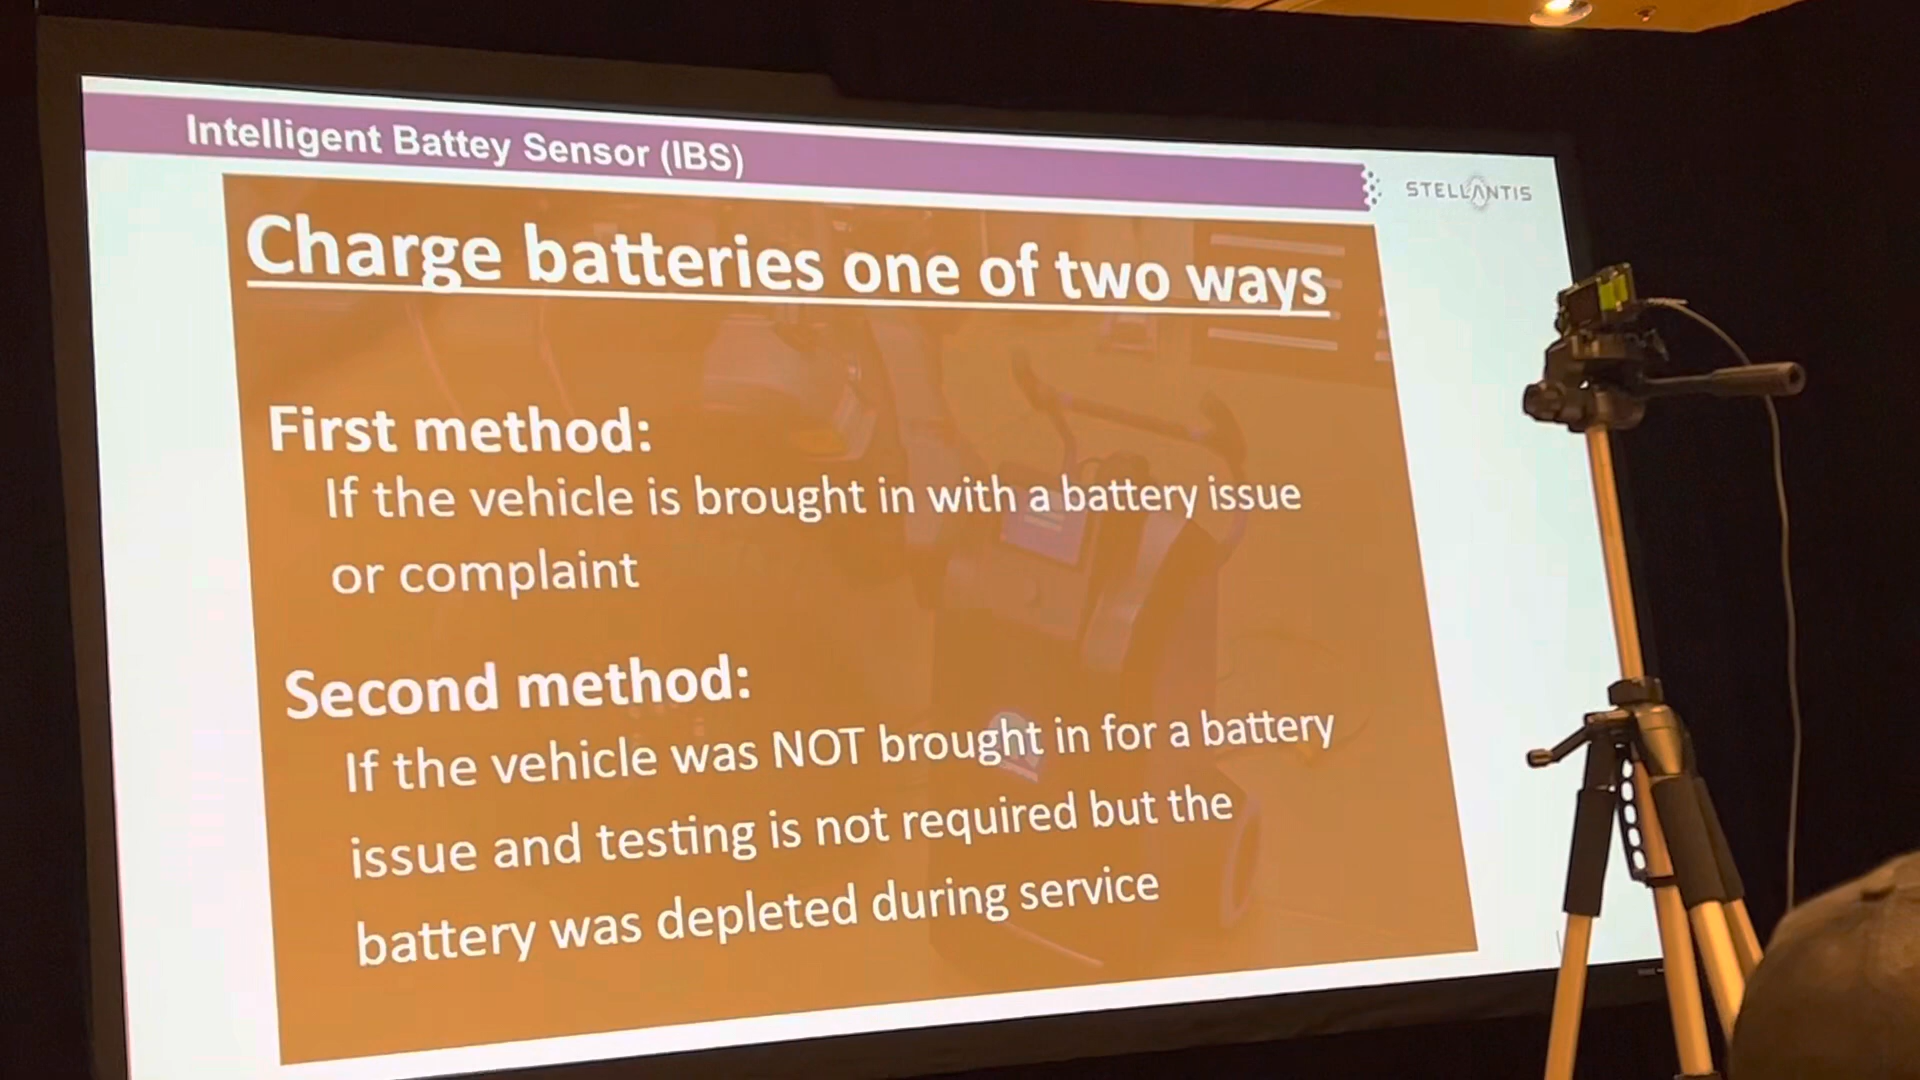 Intelligent Battey Sensor (IBS)
STELLANTIS
Charge batteries one of two ways
First method:
If the vehicle is brought in with a battery issue
or complaint
Second method:
If the vehicle was NOT brought in for a battery
issue and testing is not required but the
battery was depleted during service